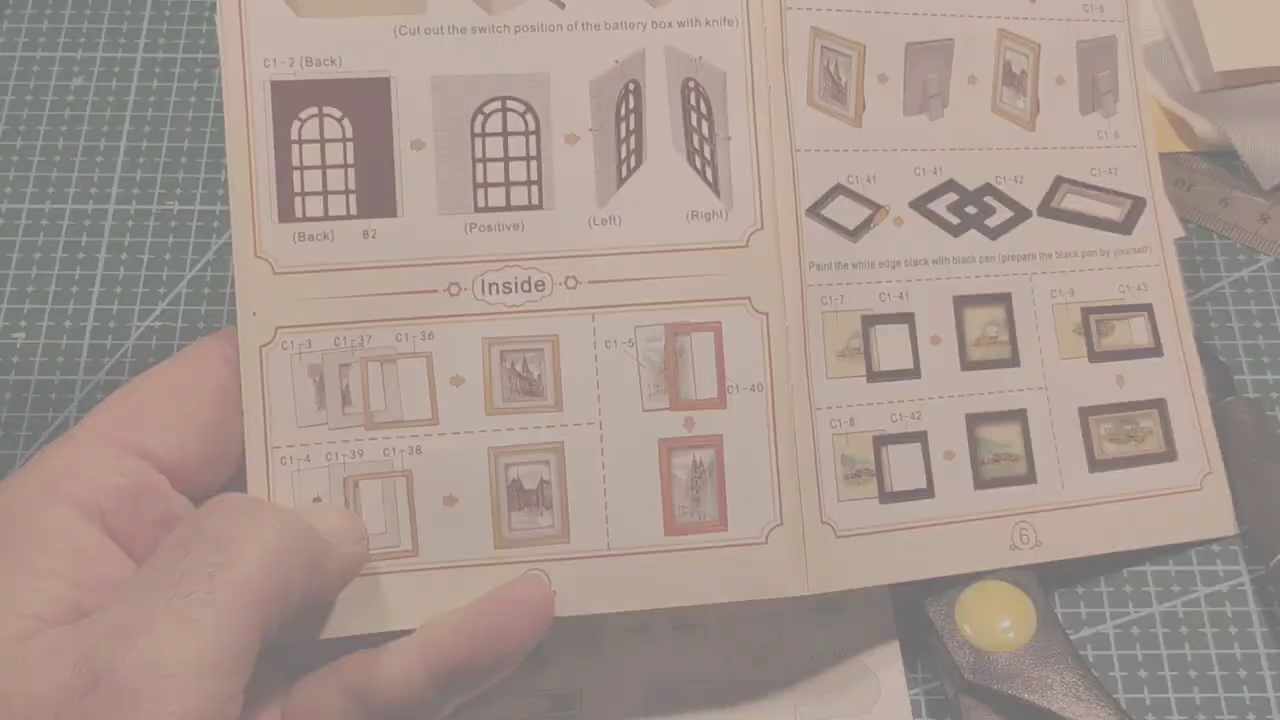 (Cut out the switch position of the battery box with knife)
C1-2 (Back)
(Back) B2
(Positive)
(Left)
(Right)
Inside
C1-3 C1-37 C1-36
C1-4 C1-39 C1-38
C1-5
C1-40
C1-6
C1-6
C1-41 C1-41 C1-42 C1-43
Paint the white edge black with black pen (prepare the black pen by yourself)
C1-7 C1-41
C1-9 C1-43
C1-8 C1-42
6